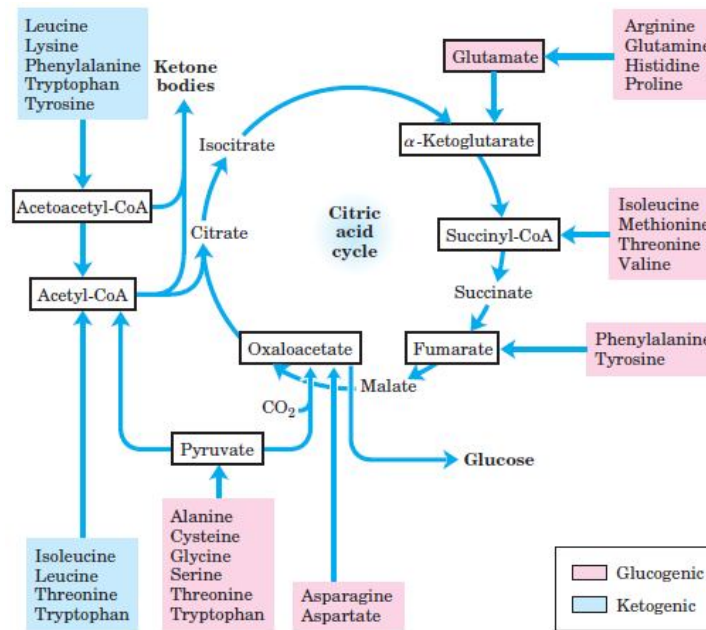 Leucine
Lysine
Phenylalanine
Tryptophan
Tyrosine
Ketone
bodies
Glutamate
Arginine
Glutamine
Histidine
Proline
Isocitrate
α-Ketoglutarate
Acetoacetyl-CoA
Citrate
Citric
acid
cycle
Succinyl-CoA
Isoleucine
Methionine
Threonine
Valine
Acetyl-CoA
Succinate
Oxaloacetate
Fumarate
Phenylalanine
Tyrosine
Malate
CO2
Pyruvate
Glucose
Isoleucine
Leucine
Threonine
Tryptophan
Alanine
Cysteine
Glycine
Serine
Threonine
Tryptophan
Asparagine
Aspartate
Glucogenic
Ketogenic